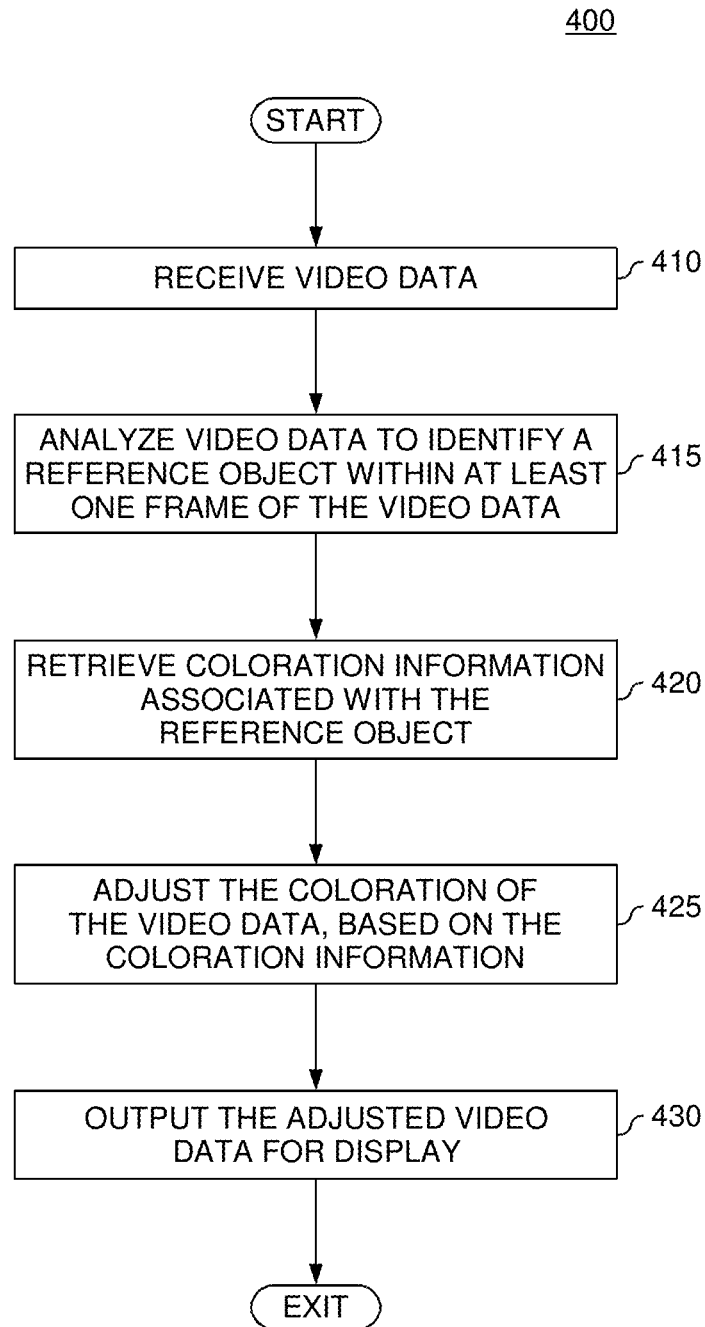 400
START
RECEIVE VIDEO DATA
410
ANALYZE VIDEO DATA TO IDENTIFY A
REFERENCE OBJECT WITHIN AT LEAST
ONE FRAME OF THE VIDEO DATA
415
RETRIEVE COLORATION INFORMATION
ASSOCIATED WITH THE
REFERENCE OBJECT
420
ADJUST THE COLORATION OF
THE VIDEO DATA, BASED ON THE
COLORATION INFORMATION
425
OUTPUT THE ADJUSTED VIDEO
DATA FOR DISPLAY
430
EXIT